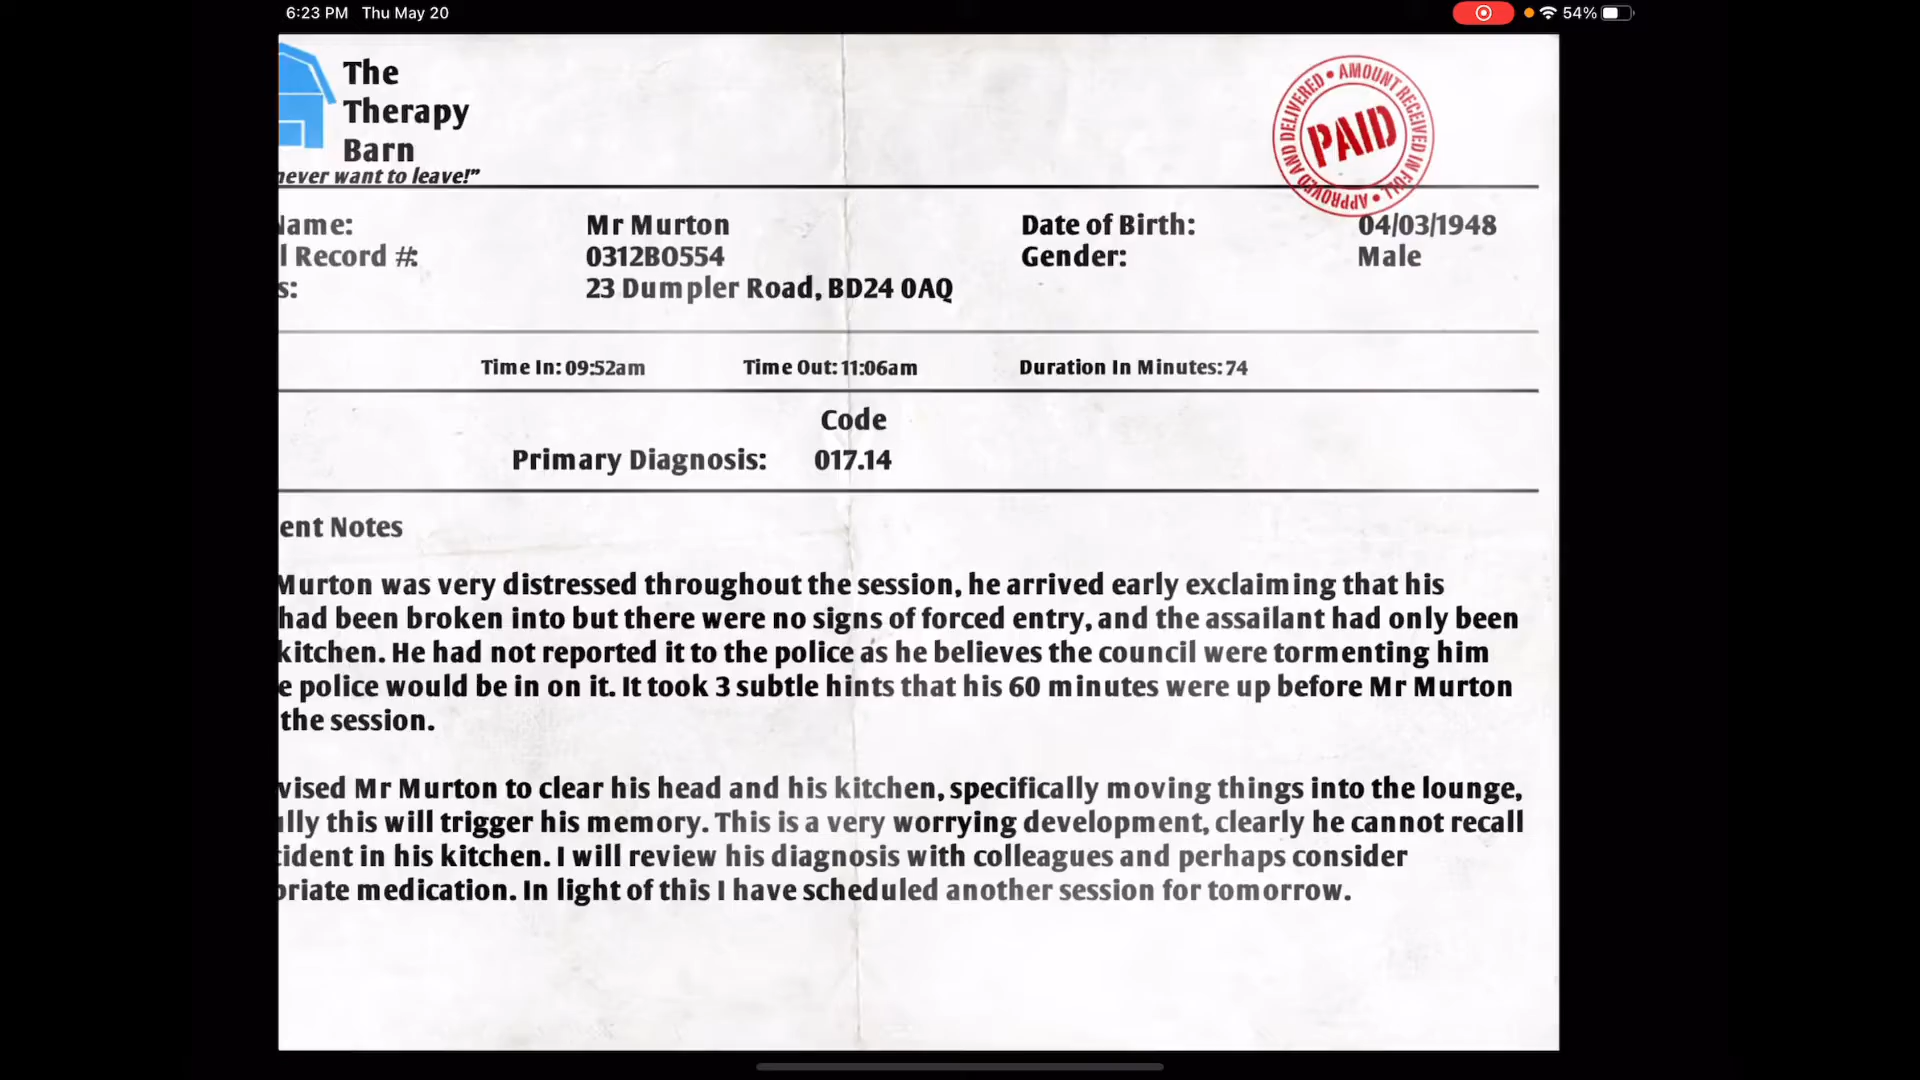 6:23 PM Thu May 20
54%
The
Therapy
Barn
never want to leave!”
AMOUNT RECEIVED IN FULL • APPROVED AND DELIVERED •
PAID
Name: Mr Murton Date of Birth: 04/03/1948
l Record #: 0312BO554 Gender: Male
s: 23 Dumpler Road, BD24 0AQ
Time In: 09:52am Time Out: 11:06am Duration In Minutes: 74
Code
Primary Diagnosis: 017.14
ent Notes
Murton was very distressed throughout the session, he arrived early exclaiming that his
had been broken into but there were no signs of forced entry, and the assailant had only been
kitchen. He had not reported it to the police as he believes the council were tormenting him
e police would be in on it. It took 3 subtle hints that his 60 minutes were up before Mr Murton
the session.
vised Mr Murton to clear his head and his kitchen, specifically moving things into the lounge,
lly this will trigger his memory. This is a very worrying development, clearly he cannot recall
cident in his kitchen. I will review his diagnosis with colleagues and perhaps consider
priate medication. In light of this I have scheduled another session for tomorrow.